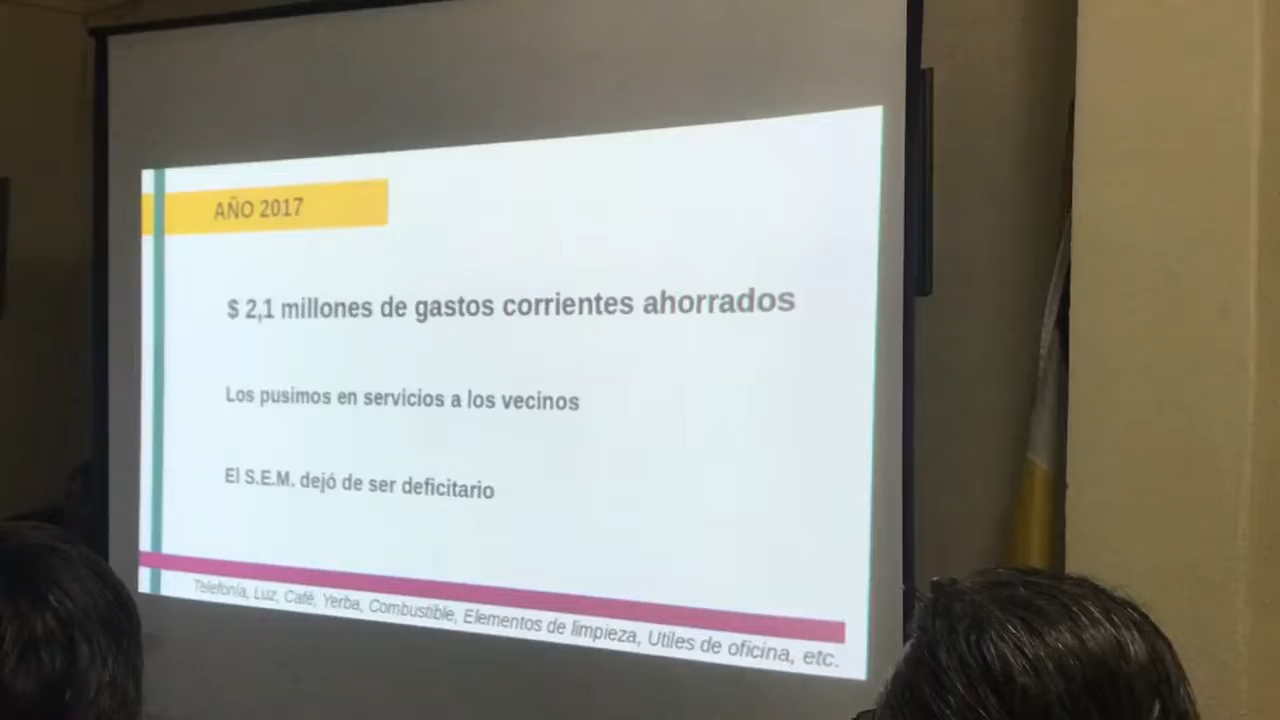 AÑO 2017
$ 2,1 millones de gastos corrientes ahorrados
Los pusimos en servicios a los vecinos
El S.E.M. dejó de ser deficitario
Telefonía, Luz, Café, Yerba, Combustible, Elementos de limpieza, Utiles de oficina, etc.